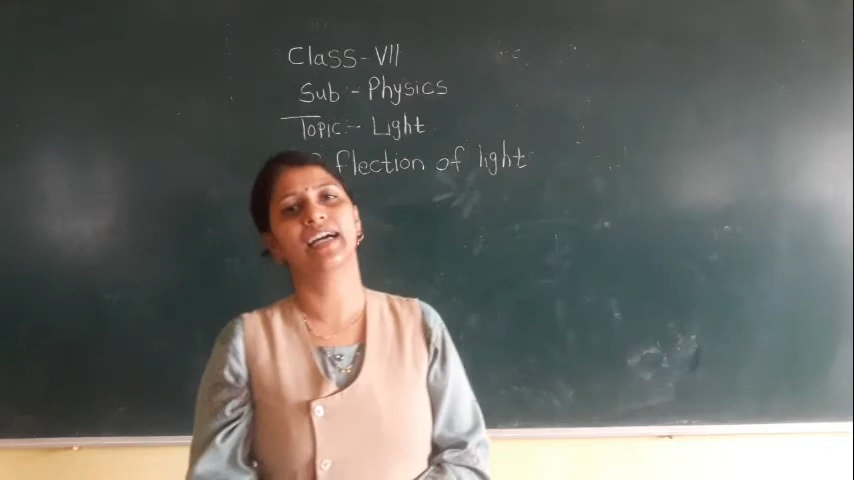 Class-VII
Sub:- Physics
Topic:- Light
flection of light